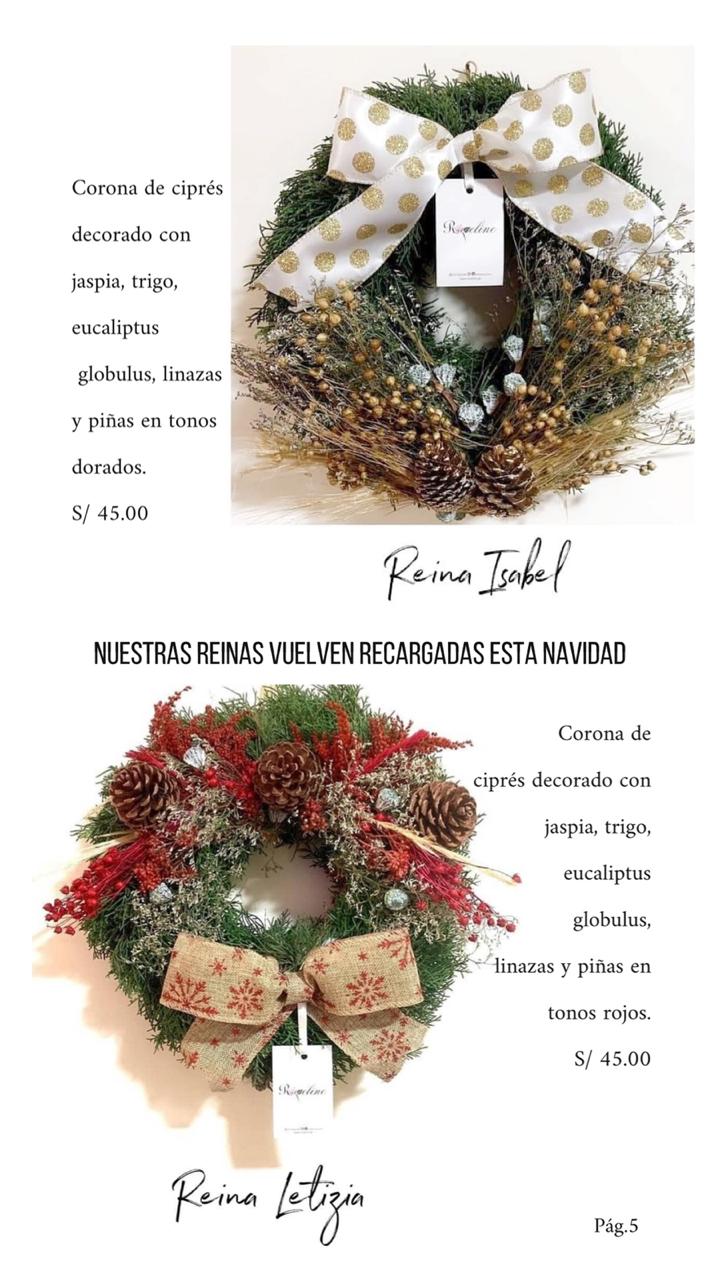 Corona de ciprés
decorado con
jaspia, trigo,
eucaliptus
globulus, linazas
y piñas en tonos
dorados.
S/ 45.00
Reina Isabel
NUESTRAS REINAS VUELVEN RECARGADAS ESTA NAVIDAD
Corona de
ciprés decorado con
jaspia, trigo,
eucaliptus
globulus,
linazas y piñas en
tonos rojos.
S/ 45.00
Reina Letizia
Pág.5